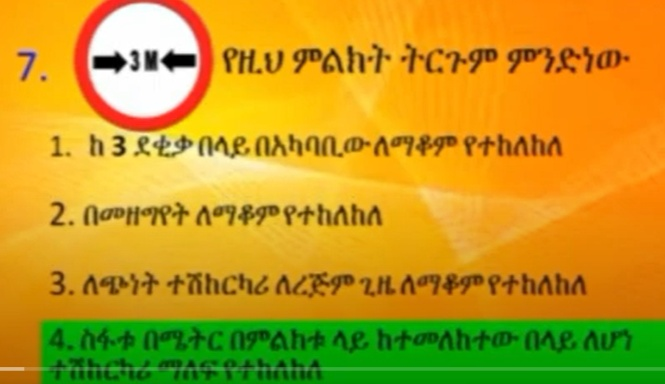 7. 3M የዚህ ምልክት ትርጉም ምንድነው
1. ከ 3 ደቂቃ በላይ በአካባቢው ለማቆም የተከለከለ
2. በመዘግየት ለማቆም የተከለከለ
3. ለጭነት ተሽከርካሪ ለረጅም ጊዜ ለማቆም የተከለከለ
4. ስፋቱ በሜትር በምልክቱ ላይ ከተመለከተው በላይ ለሆነ
ተሽከርካሪ ማለፍ የተከለከለ